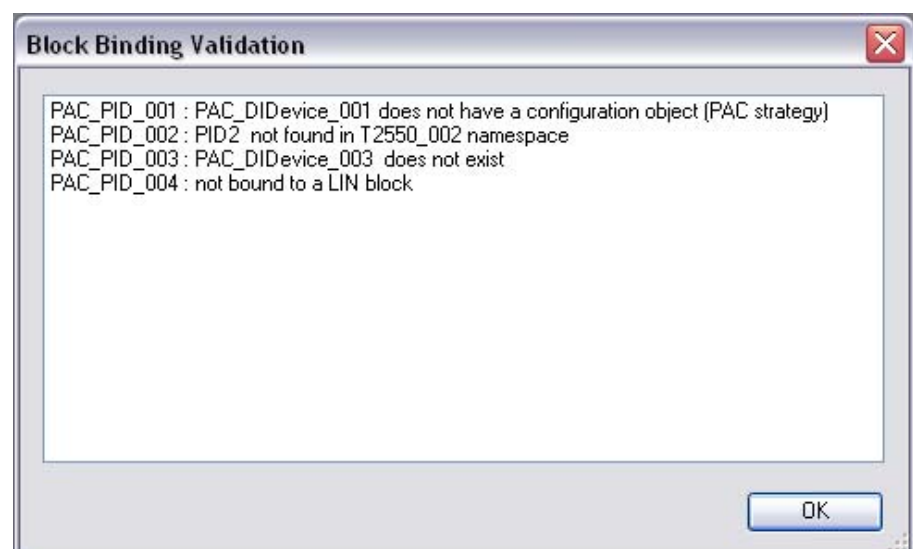 Block Binding Validation
PAC_PID_001 : PAC_DIDevice_001 does not have a configuration object (PAC strategy)
PAC_PID_002 : PID2 not found in T2550_002 namespace
PAC_PID_003 : PAC_DIDevice_003 does not exist
PAC_PID_004 : not bound to a LIN block
OK